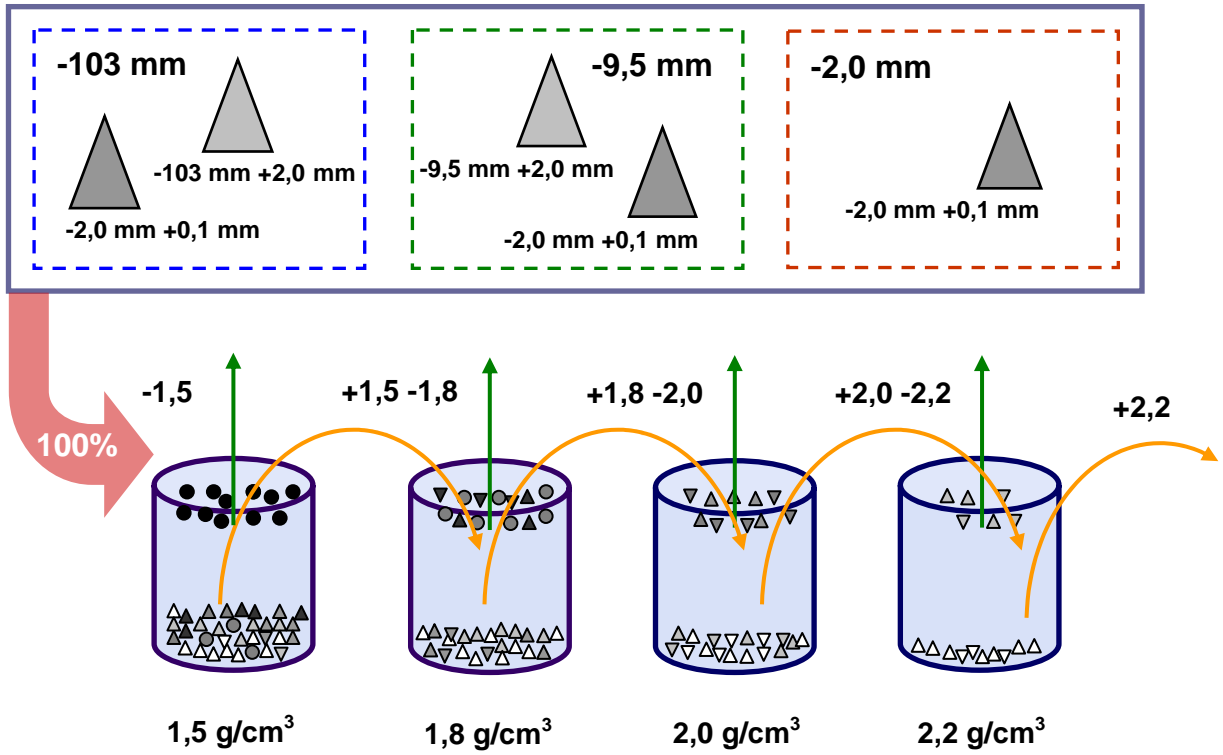 -103 mm
-103 mm +2,0 mm
-2,0 mm +0,1 mm
-9,5 mm
-9,5 mm +2,0 mm
-2,0 mm +0,1 mm
-2,0 mm
-2,0 mm +0,1 mm
100%
-1,5
+1,5 -1,8
+1,8 -2,0
+2,0 -2,2
+2,2
1,5 g/cm³
1,8 g/cm³
2,0 g/cm³
2,2 g/cm³